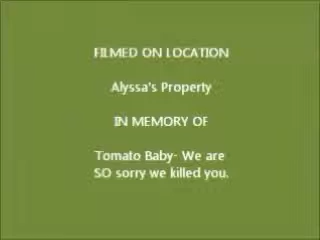 FILMED ON LOCATION
Alyssa's Property
IN MEMORY OF
Tomato Baby- We are
SO sorry we killed you.